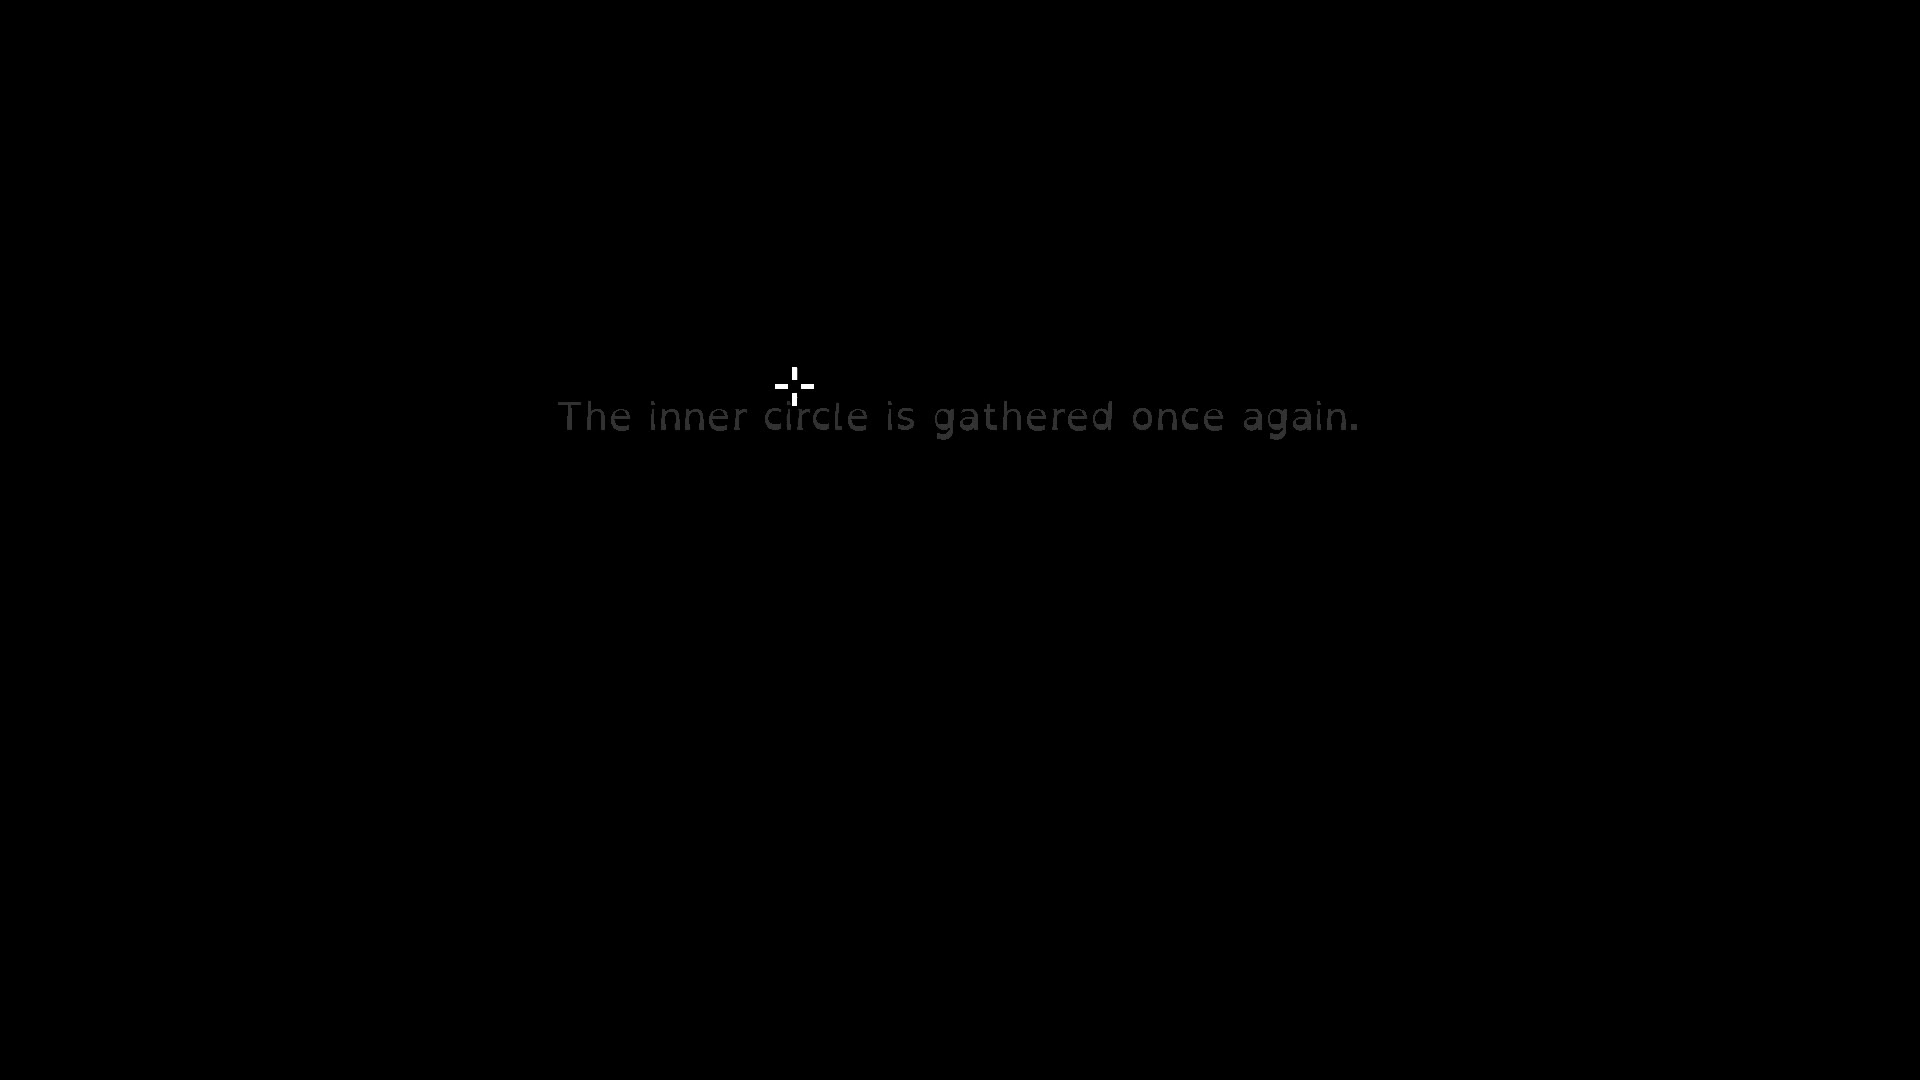 The inner circle is gathered once again.